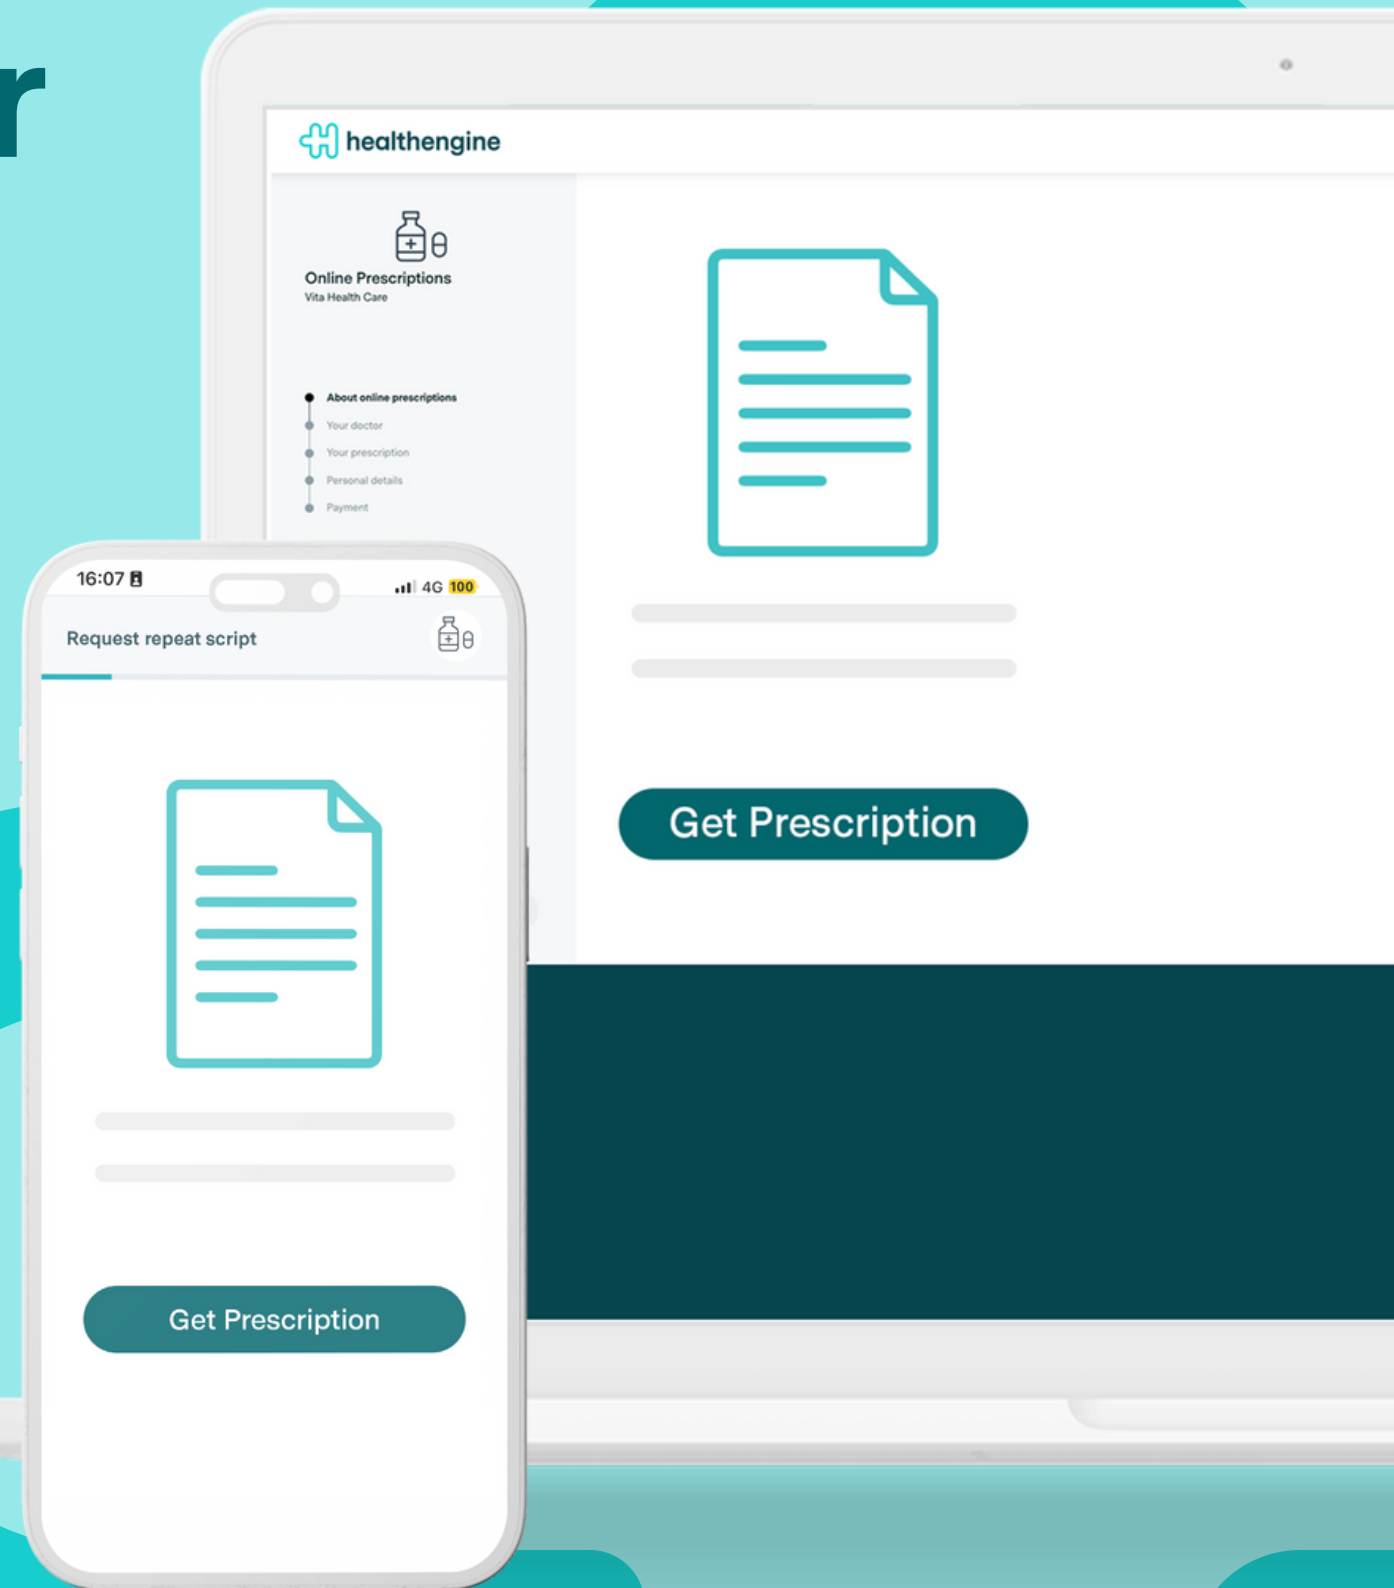 r
healthengine
Online Prescriptions
Vita Health Care
About online prescriptions
Your doctor
Your prescription
Personal details
Payment
Get Prescription
16:07
4G 100
Request repeat script
Get Prescription